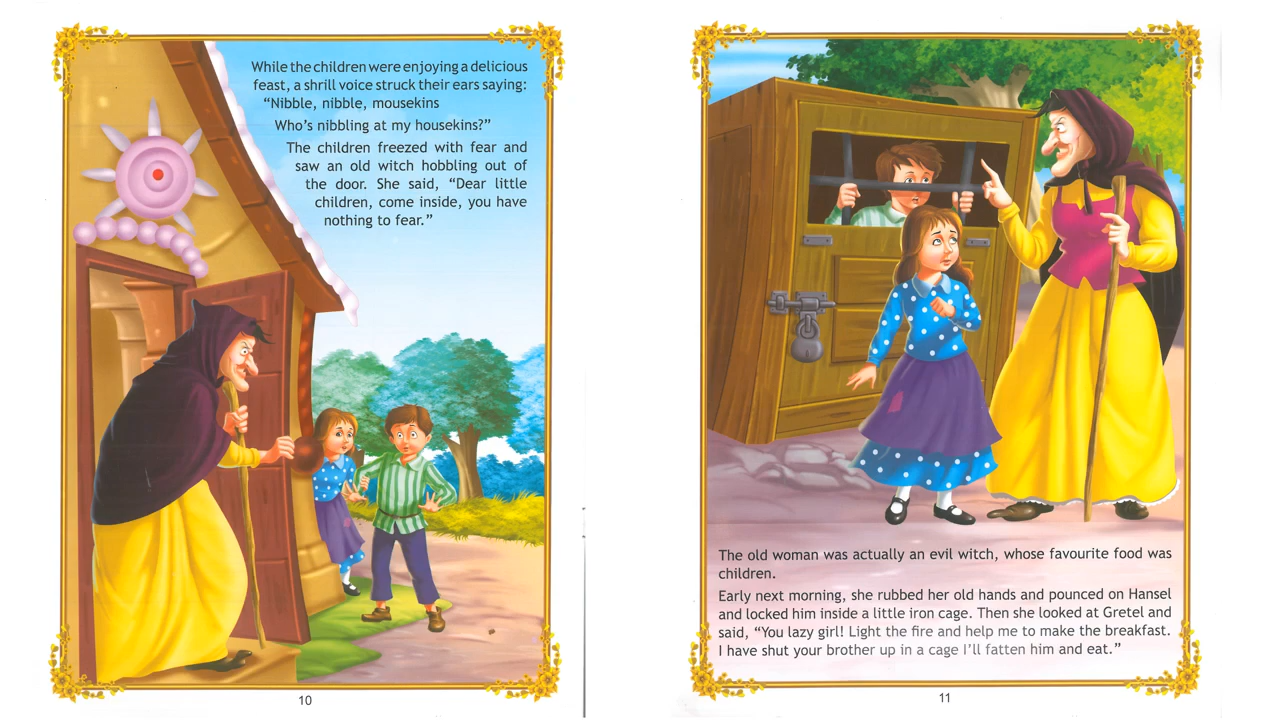 While the children were enjoying a delicious
feast, a shrill voice struck their ears saying:
“Nibble, nibble, mousekins
Who’s nibbling at my housekins?”
The children freezed with fear and
saw an old witch hobbling out of
the door. She said, “Dear little
children, come inside, you have
nothing to fear.”
10
The old woman was actually an evil witch, whose favourite food was
children.
Early next morning, she rubbed her old hands and pounced on Hansel
and locked him inside a little iron cage. Then she looked at Gretel and
said, “You lazy girl! Light the fire and help me to make the breakfast.
I have shut your brother up in a cage I’ll fatten him and eat.”
11